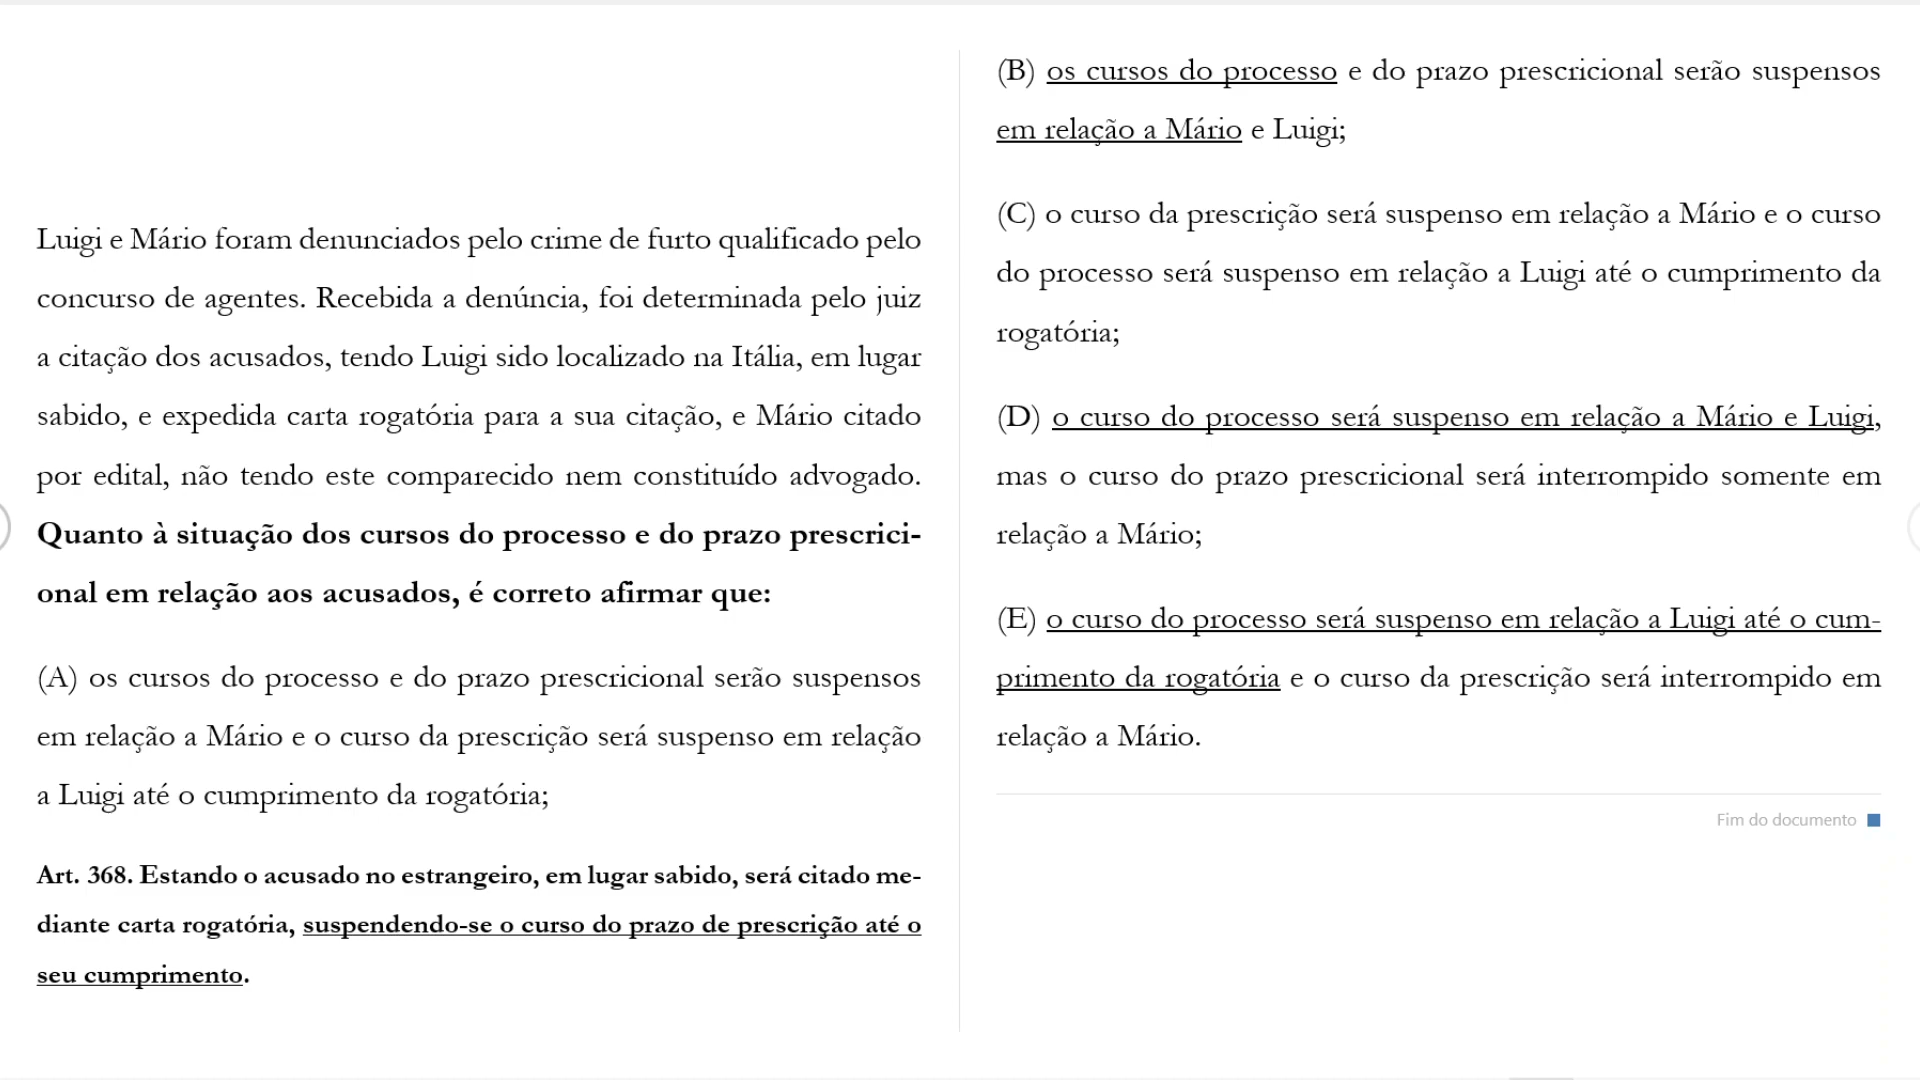 Luigi e Mário foram denunciados pelo crime de furto qualificado pelo
concurso de agentes. Recebida a denúncia, foi determinada pelo juiz
a citação dos acusados, tendo Luigi sido localizado na Itália, em lugar
sabido, e expedida carta rogatória para a sua citação, e Mário citado
por edital, não tendo este comparecido nem constituído advogado.
Quanto à situação dos cursos do processo e do prazo prescrici-
onal em relação aos acusados, é correto afirmar que:
(A) os cursos do processo e do prazo prescricional serão suspensos
em relação a Mário e o curso da prescrição será suspenso em relação
a Luigi até o cumprimento da rogatória;
Art. 368. Estando o acusado no estrangeiro, em lugar sabido, será citado me-
diante carta rogatória, suspendendo-se o curso do prazo de prescrição até o
seu cumprimento.
(B) os cursos do processo e do prazo prescricional serão suspensos
em relação a Mário e Luigi;
(C) o curso da prescrição será suspenso em relação a Mário e o curso
do processo será suspenso em relação a Luigi até o cumprimento da
rogatória;
(D) o curso do processo será suspenso em relação a Mário e Luigi,
mas o curso do prazo prescricional será interrompido somente em
relação a Mário;
(E) o curso do processo será suspenso em relação a Luigi até o cum-
primento da rogatória e o curso da prescrição será interrompido em
relação a Mário.
Fim do documento